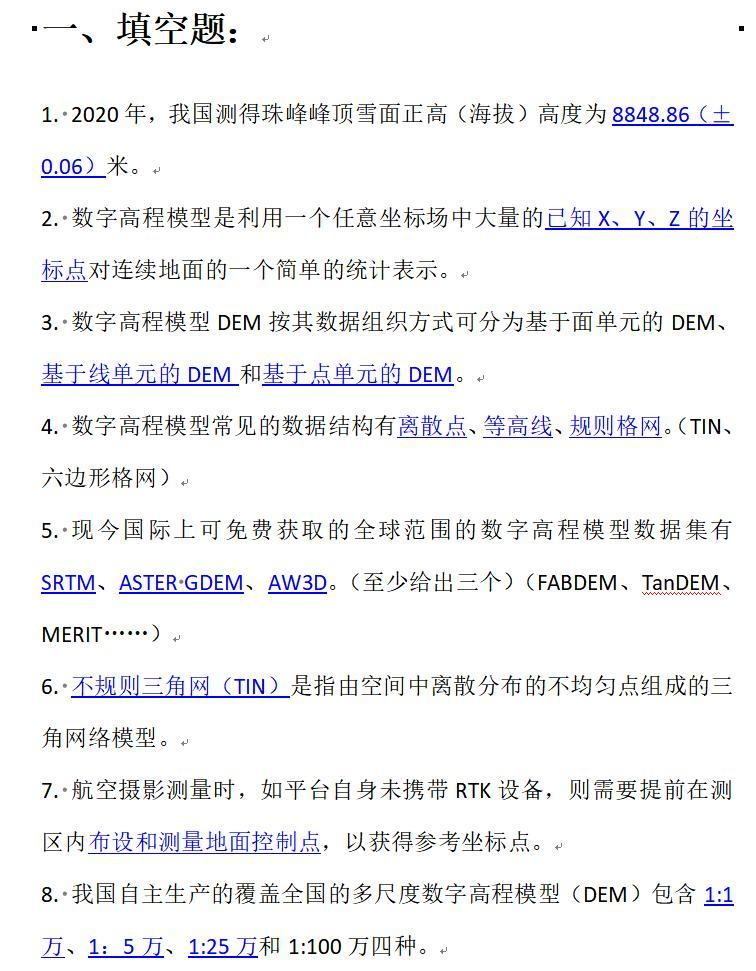 一、填空题：
1. 2020 年，我国测得珠峰峰顶雪面正高（海拔）高度为 8848.86（±
0.06）米。
2. 数字高程模型是利用一个任意坐标场中大量的已知 X、Y、Z 的坐
标点对连续地面的一个简单的统计表示。
3. 数字高程模型 DEM 按其数据组织方式可分为基于面单元的 DEM、
基于线单元的 DEM 和基于点单元的 DEM。
4. 数字高程模型常见的数据结构有离散点、等高线、规则格网。（TIN、
六边形格网）
5. 现今国际上可免费获取的全球范围的数字高程模型数据集有
SRTM、ASTER GDEM、AW3D。（至少给出三个）（FABDEM、TanDEM、
MERIT……）
6. 不规则三角网（TIN）是指由空间中离散分布的不均匀点组成的三
角网络模型。
7. 航空摄影测量时，如平台自身未携带 RTK 设备，则需要提前在测
区内布设和测量地面控制点，以获得参考坐标点。
8. 我国自主生产的覆盖全国的多尺度数字高程模型（DEM）包含 1:1
万、1：5 万、1:25 万和 1:100 万四种。